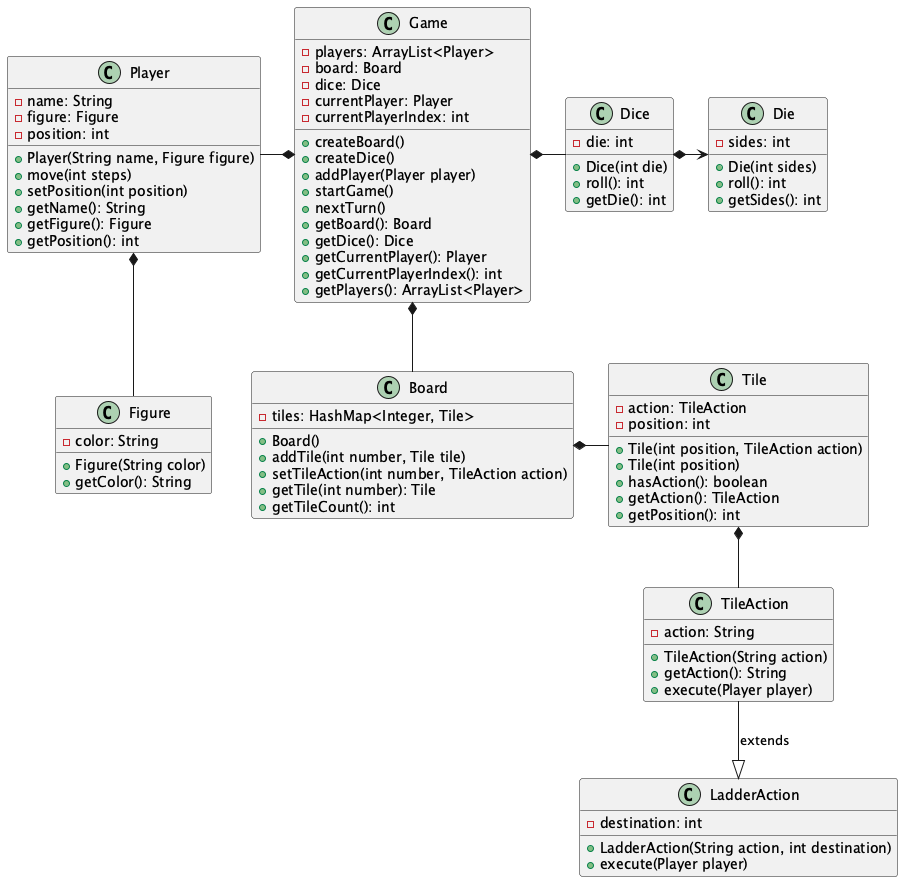 C Game
players: ArrayList<Player>
board: Board
dice: Dice
currentPlayer: Player
currentPlayerIndex: int
createBoard()
createDice()
addPlayer(Player player)
startGame()
nextTurn()
getBoard(): Board
getDice(): Dice
getCurrentPlayer(): Player
getCurrentPlayerIndex(): int
getPlayers(): ArrayList<Player>
C Player
name: String
figure: Figure
position: int
Player(String name, Figure figure)
move(int steps)
setPosition(int position)
getName(): String
getFigure(): Figure
getPosition(): int
C Dice
die: int
Dice(int die)
roll(): int
getDie(): int
C Die
sides: int
Die(int sides)
roll(): int
getSides(): int
C Figure
color: String
Figure(String color)
getColor(): String
C Board
tiles: HashMap<Integer, Tile>
Board()
addTile(int number, Tile tile)
setTileAction(int number, TileAction action)
getTile(int number): Tile
getTileCount(): int
C Tile
action: TileAction
position: int
Tile(int position, TileAction action)
Tile(int position)
hasAction(): boolean
getAction(): TileAction
getPosition(): int
C TileAction
action: String
TileAction(String action)
getAction(): String
execute(Player player)
extends
C LadderAction
destination: int
LadderAction(String action, int destination)
execute(Player player)